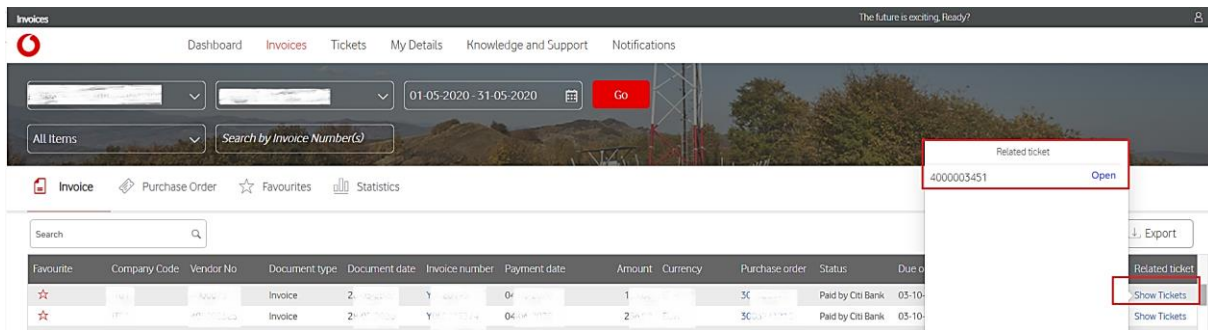 Invoices The future is exciting, Ready?
Dashboard Invoices Tickets My Details Knowledge and Support Notifications
01-05-2020 - 31-05-2020 Go
All Items Search by Invoice Number(s)
Related ticket
4000003451 Open
Invoice Purchase Order Favourites Statistics
Search Export
Favourite Company Code Vendor No Document type Document date Invoice number Payment date Amount Currency Purchase order Status Due Related ticket
Invoice Paid by Citi Bank 03-10- Show Tickets
Invoice Paid by Citi Bank 03-10- Show Tickets